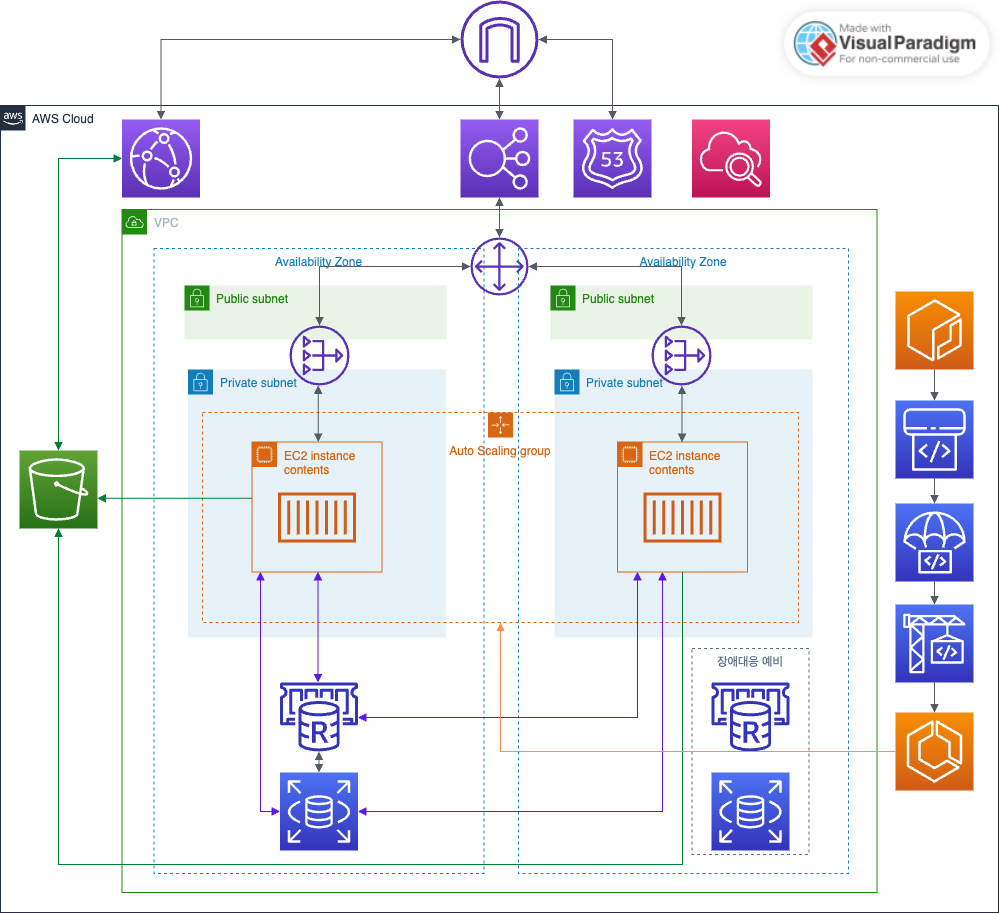 Made with
Visual Paradigm
For non-commercial use
aws
AWS Cloud
53
VPC
Availability Zone
Availability Zone
Public subnet
Public subnet
Private subnet
Private subnet
Auto Scaling group
EC2 instance
contents
EC2 instance
contents
</>
</>
</>
장애대응 예비
R
R